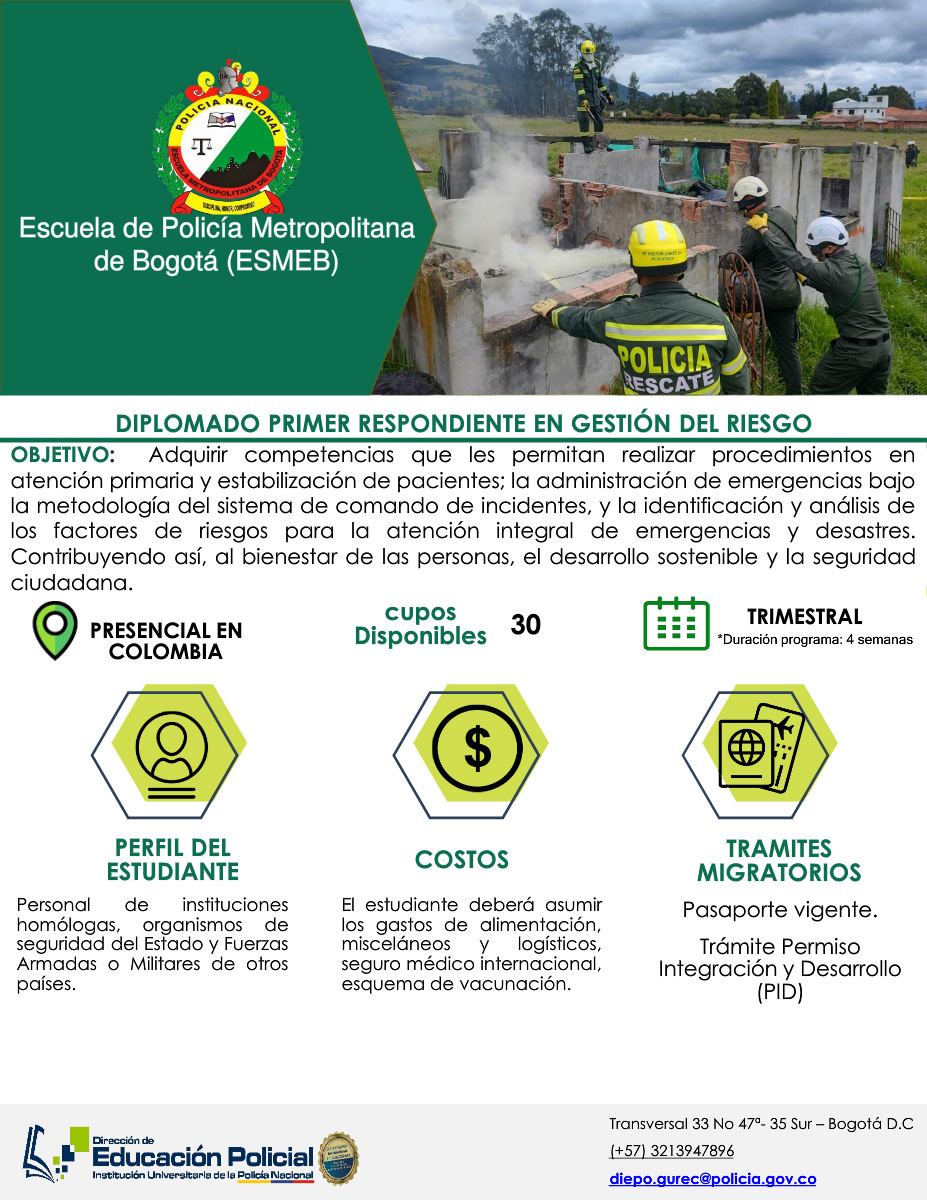 POLICIA NACIONAL
ESCUELA METROPOLITANA DE BOGOTA
DISCIPLINA, HONOR, COMPROMISO
Escuela de Policía Metropolitana
de Bogotá (ESMEB)
POLICIA
RESCATE
DIPLOMADO PRIMER RESPONDIENTE EN GESTIÓN DEL RIESGO
OBJETIVO: Adquirir competencias que les permitan realizar procedimientos en
atención primaria y estabilización de pacientes; la administración de emergencias bajo
la metodología del sistema de comando de incidentes, y la identificación y análisis de
los factores de riesgos para la atención integral de emergencias y desastres.
Contribuyendo así, al bienestar de las personas, el desarrollo sostenible y la seguridad
ciudadana.
PRESENCIAL EN
COLOMBIA
cupos
Disponibles
30
TRIMESTRAL
*Duración programa: 4 semanas
$
PERFIL DEL
ESTUDIANTE
Personal de instituciones
homólogas, organismos de
seguridad del Estado y Fuerzas
Armadas o Militares de otros
países.
COSTOS
El estudiante deberá asumir
los gastos de alimentación,
misceláneos y logísticos,
seguro médico internacional,
esquema de vacunación.
TRAMITES
MIGRATORIOS
Pasaporte vigente.
Trámite Permiso
Integración y Desarrollo
(PID)
Dirección de
Educación Policial
Institución Universitaria de la Policía Nacional
Transversal 33 No 47ª- 35 Sur – Bogotá D.C
(+57) 3213947896
diepo.gurec@policia.gov.co